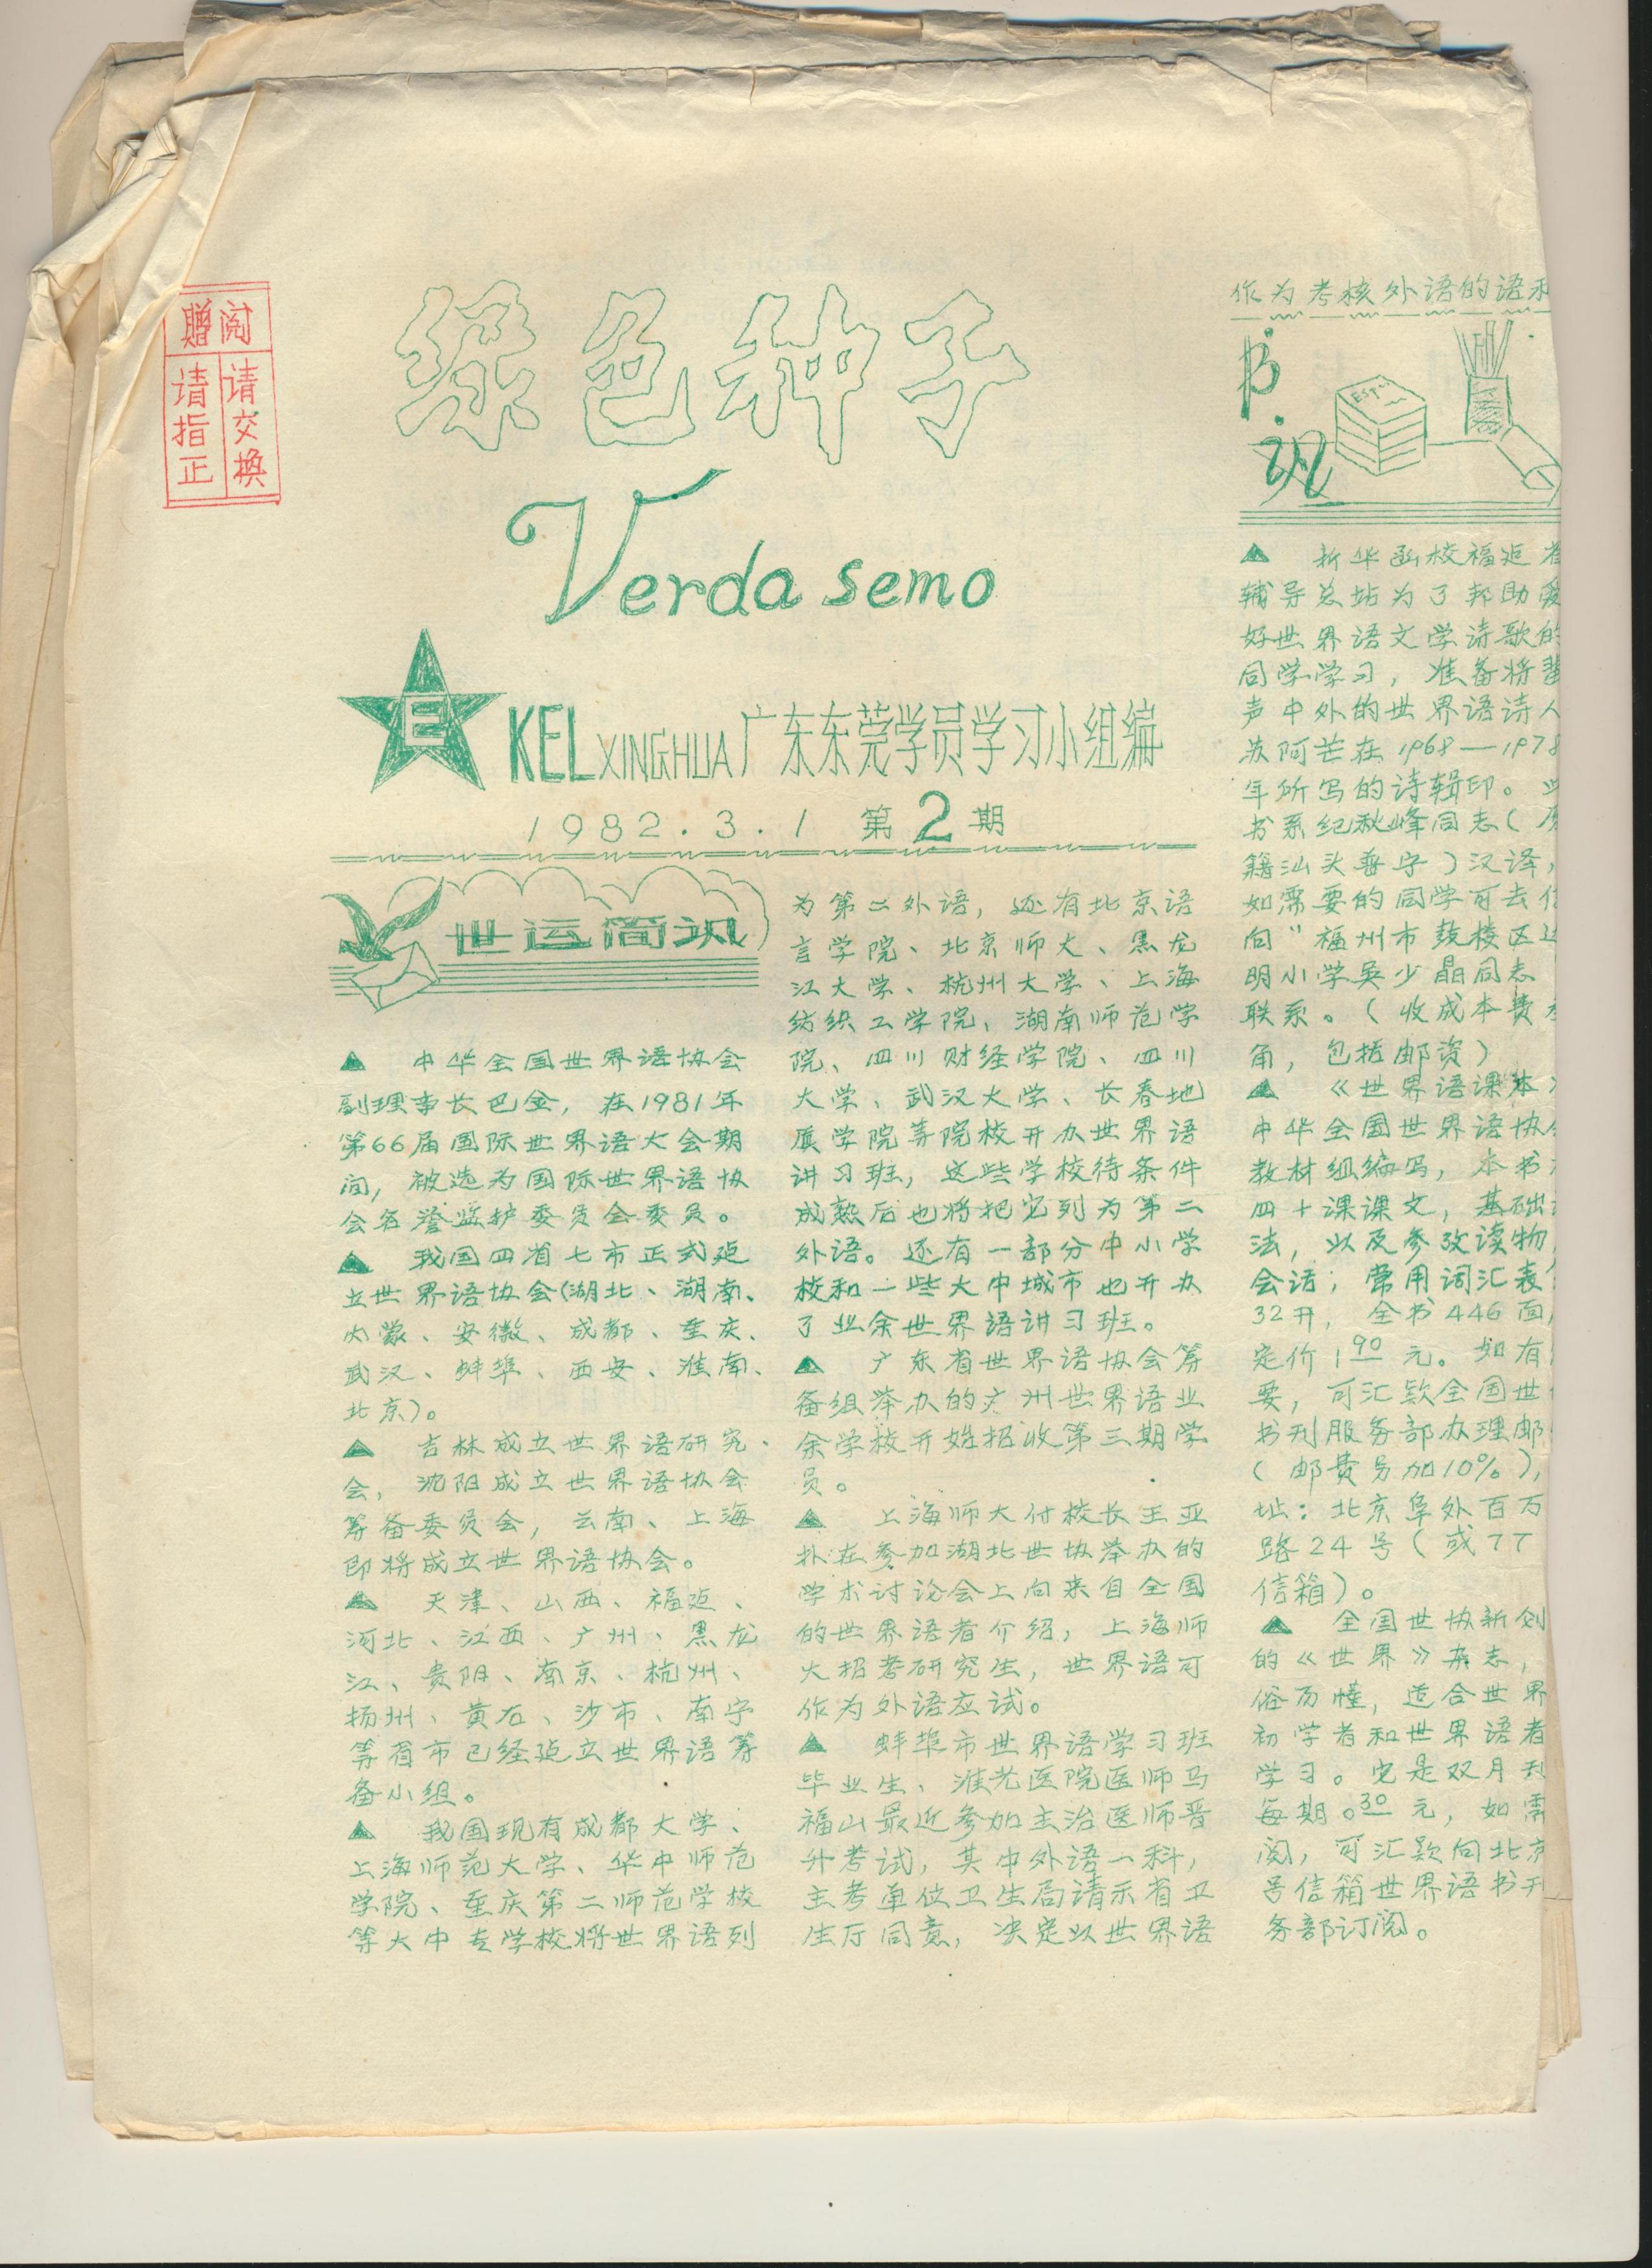 赠阅
请交换
请指正
绿色种子
Verda semo
E KEL XINGHUA 广东东莞学员学习小组编
1982.3.1 第2期
世运简况
▲ 中华全国世界语协会
副理事长巴金，在1981年
第66届国际世界语大会期
间，被选为国际世界语协
会名誉监护委员会委员。
▲ 我国四省七市正式建
立世界语协会(湖北、湖南、
内蒙、安微、成都、重庆、
武汉、蚌埠、西安、淮南、
北京)。
▲ 吉林成立世界语研究
会，沈阳成立世界语协会
筹备委员会，云南、上海
即将成立世界语协会。
▲ 天津、山西、福建、
河北、江西、广州、黑龙
江、贵阳、南京、杭州、
扬州、黄石、沙市、南宁
等省市已经建立世界语筹
备小组。
▲ 我国现有成都大学、
上海师范大学、华中师范
学院、重庆第二师范学校
等大中专学校将世界语列
为第二外语，还有北京语
言学院、北京师大、黑龙
江大学、杭州大学、上海
纺织工学院、湖南师范学
院、四川财经学院、四川
大学、武汉大学、长春地
质学院等院校开办世界语
讲习班，这些学校待条件
成熟后也将把它列为第二
外语。还有一部分中小学
校和一些大中城市也开办
了业余世界语讲习班。
▲ 广东省世界语协会筹
备组举办的广州世界语业
余学校开始招收第三期学
员。
▲ 上海师大付校长王亚
朴在参加湖北世协举办的
学术讨论会上向来自全国
的世界语者介绍，上海师
大招考研究生，世界语可
作为外语应试。
▲ 蚌埠市世界语学习班
毕业生、淮光医院医师马
福山最近参加主治医师晋
升考试，其中外语一科，
主考单位卫生局请示省卫
生厅同意，决定以世界语
作为考核外语的语
书讯
Esp
▲ 新华函校福建省
辅导总站为了邦助爱
好世界语文学诗歌的
同学学习，准备将
声中外的世界语诗人
苏阿芒在1968—1978
年所写的诗辑印。
书系纪秋峰同志(原
籍汕头普宁)汉译，
如需要的同学可去信
向"福州市鼓楼区
明小学吴少晶同志
联系。(收成本费
角，包括邮资)
▲ 《世界语课本》
中华全国世界语协会
教材组编写，本书
四十课课文，基础
法，以及参孜读物
会话；常用词汇表
32开，全书446面
定价1.90元。如有
要，可汇款全国世
书刊服务部办理邮
(邮费另加10%)，
址：北京阜外百万
路24号(或77
信箱)。
▲ 全国世协新创
的《世界》杂志，
俗而懂，适合世界
初学者和世界语者
学习。它是双月刊
每期0.30元，如需
阅，可汇款向北京
号信箱世界语书刊
务部订阅。